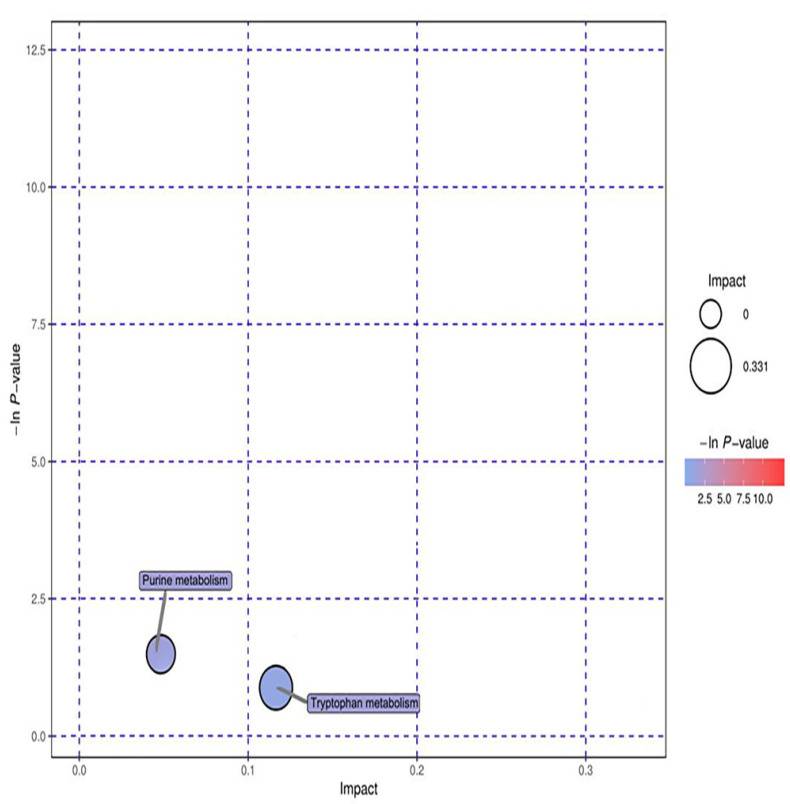 12.5
10.0
7.5
5.0
2.5
0.0
−ln P−value
Purine metabolism
Tryptophan metabolism
0.0 0.1 0.2 0.3
Impact
Impact
0
0.331
−ln P−value
2.5 5.0 7.5 10.0